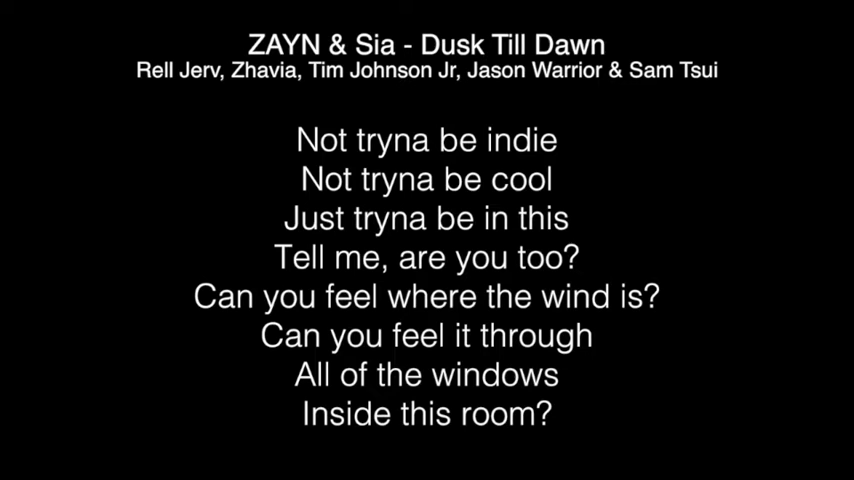 ZAYN & Sia - Dusk Till Dawn
Rell Jerv, Zhavia, Tim Johnson Jr, Jason Warrior & Sam Tsui
Not tryna be indie
Not tryna be cool
Just tryna be in this
Tell me, are you too?
Can you feel where the wind is?
Can you feel it through
All of the windows
Inside this room?